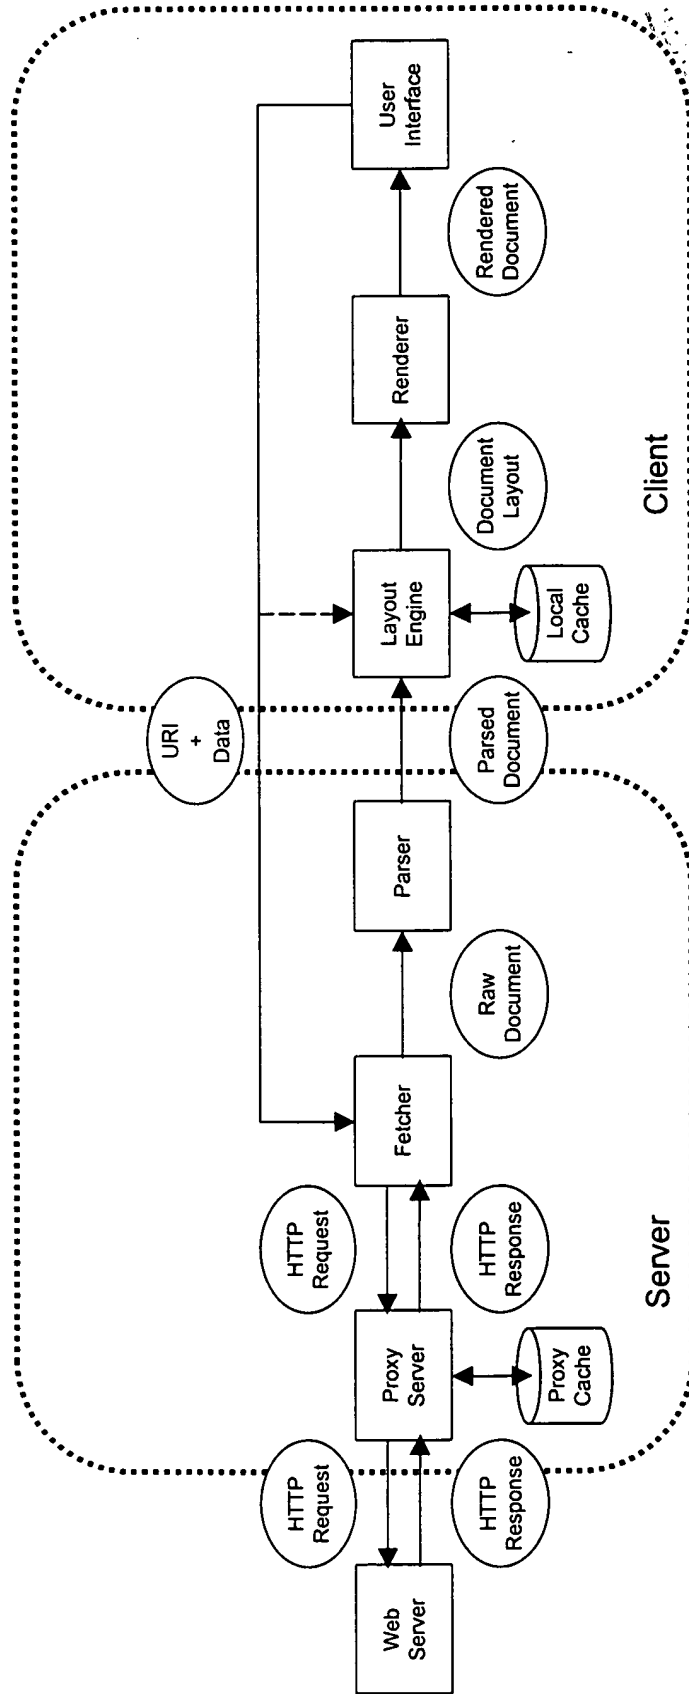 URI
+
Data
HTTP
Request
HTTP
Request
Web
Server
Proxy
Server
Fetcher
Parser
Layout
Engine
Renderer
User
Interface
HTTP
Response
HTTP
Response
Raw
Document
Parsed
Document
Document
Layout
Rendered
Document
Proxy
Cache
Local
Cache
Server
Client